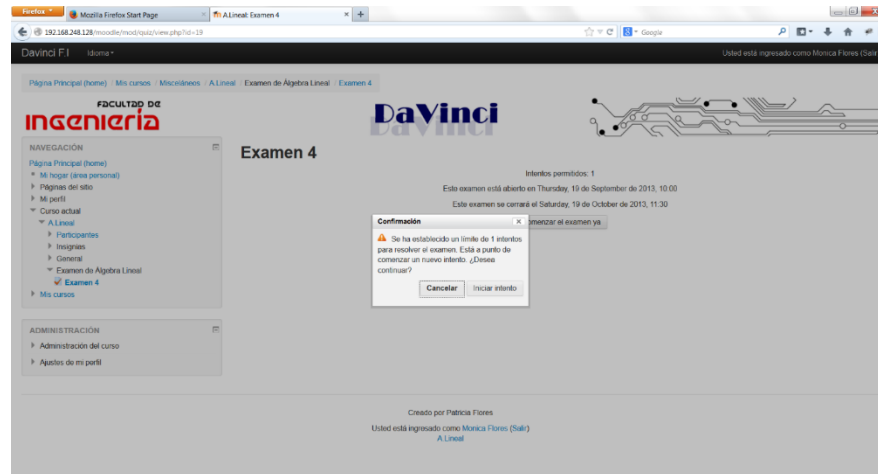 Firefox
Mozilla Firefox Start Page
A.Lineal: Examen 4
192.168.248.128/moodle/mod/quiz/view.php?id=19
Google
Davinci F.I
Idioma
Usted está ingresado como Monica Flores (Salir)
Página Principal (home) / Mis cursos / Misceláneos / A.Lineal / Examen de Álgebra Lineal / Examen 4
FACULTAD DE
INGENIERÍA
DaVinci
NAVEGACIÓN
Página Principal (home)
Mi hogar (área personal)
Páginas del sitio
Mi perfil
Curso actual
A.Lineal
Participantes
Insignias
General
Examen de Álgebra Lineal
Examen 4
Mis cursos
ADMINISTRACIÓN
Administración del curso
Ajustes de mi perfil
Examen 4
Intentos permitidos: 1
Este examen está abierto en Thursday, 19 de September de 2013, 10:00
Este examen se cerrará el Saturday, 19 de October de 2013, 11:30
omenzar el examen ya
Confirmación
Se ha establecido un límite de 1 intentos
para resolver el examen. Está a punto de
comenzar un nuevo intento. ¿Desea
continuar?
Cancelar
Iniciar intento
Creado por Patricia Flores
Usted está ingresado como Monica Flores (Salir)
A.Lineal